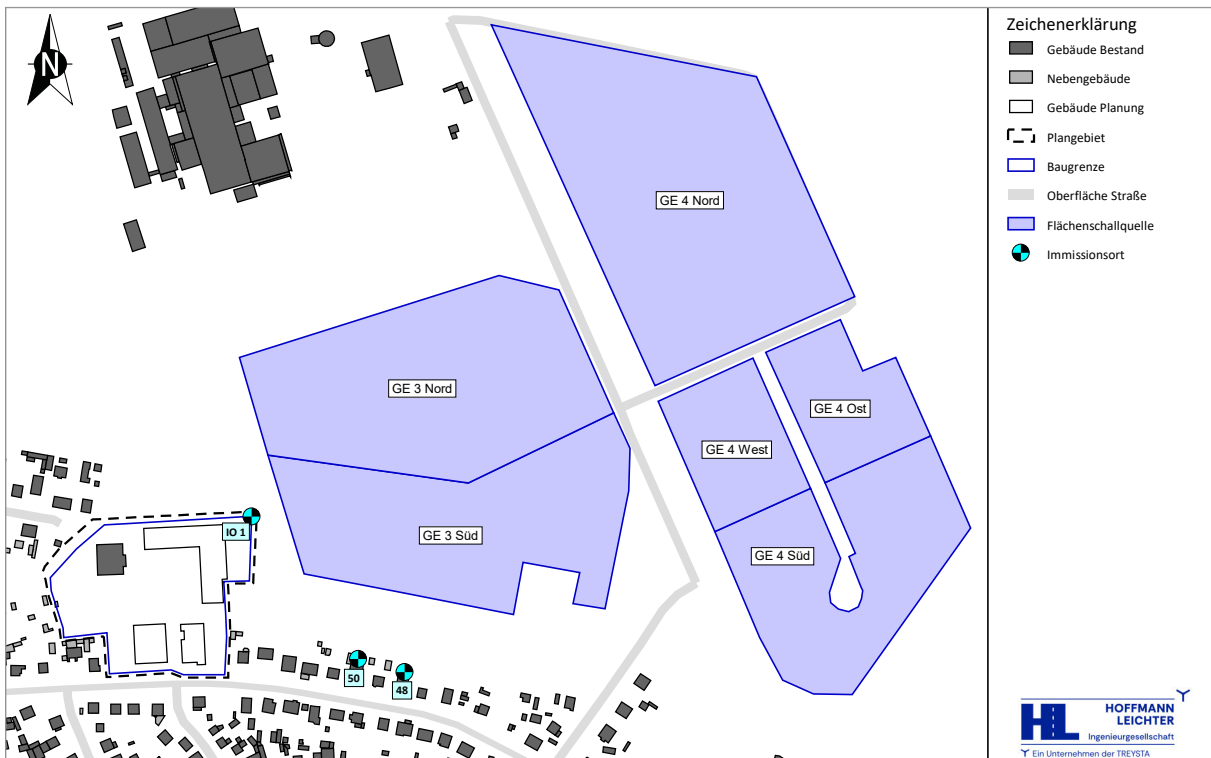 N
GE 4 Nord
GE 3 Nord
GE 4 Ost
GE 4 West
GE 3 Süd
GE 4 Süd
IO 1
50
48
Zeichenerklärung
Gebäude Bestand
Nebengebäude
Gebäude Planung
Plangebiet
Baugrenze
Oberfläche Straße
Flächenschallquelle
Immissionsort
HL
HOFFMANN
LEICHTER
Ingenieurgesellschaft
Ein Unternehmen der TREYSTA